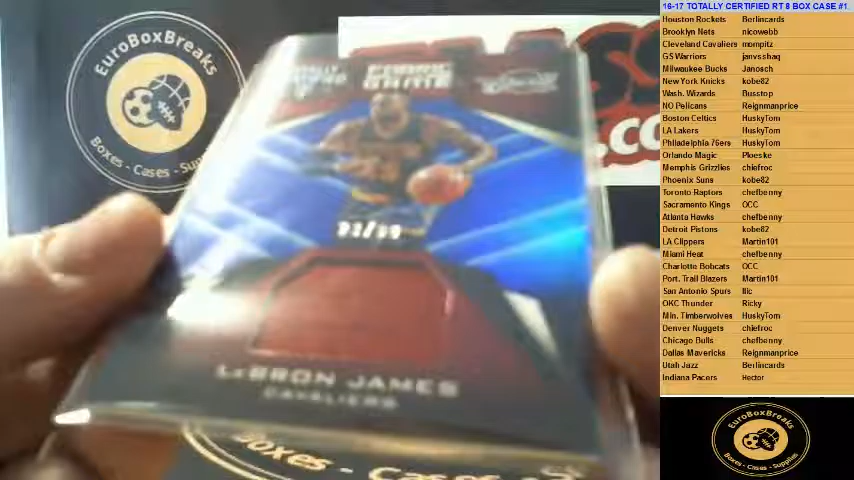 16-17 TOTALLY CERTIFIED RT 8 BOX CASE #1
Houston Rockets Berlincards
Brooklyn Nets nicowebb
Cleveland Cavaliers mompitz
GS Warriors janvsshaq
Milwaukee Bucks Janosch
New York Knicks kobe82
Wash. Wizards Busstop
NO Pelicans Reignmanprice
Boston Celtics HuskyTom
LA Lakers HuskyTom
Philadelphia 76ers HuskyTom
Orlando Magic Ploeske
Memphis Grizzlies chiefroc
Phoenix Suns kobe82
Toronto Raptors chefbenny
Sacramento Kings OCC
Atlanta Hawks chefbenny
Detroit Pistons kobe82
LA Clippers Martin101
Miami Heat chefbenny
Charlotte Bobcats OCC
Port. Trail Blazers Martin101
San Antonio Spurs Ilic
OKC Thunder Ricky
Min. Timberwolves HuskyTom
Denver Nuggets chiefroc
Chicago Bulls chefbenny
Dallas Mavericks Reignmanprice
Utah Jazz Berlincards
Indiana Pacers Hector
EuroBoxBreaks
Boxes - Cases - Supplies
EuroBoxBreaks
Boxes - Cases - Supp
.co
LEBRON JAMES
CAVALIERS
Boxes - Cases - S